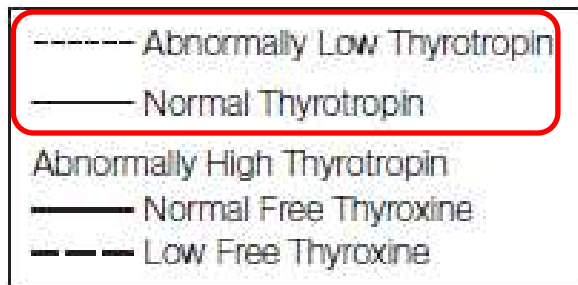 Abnormally Low Thyrotropin
Normal Thyrotropin
Abnormally High Thyrotropin
Normal Free Thyroxine
Low Free Thyroxine